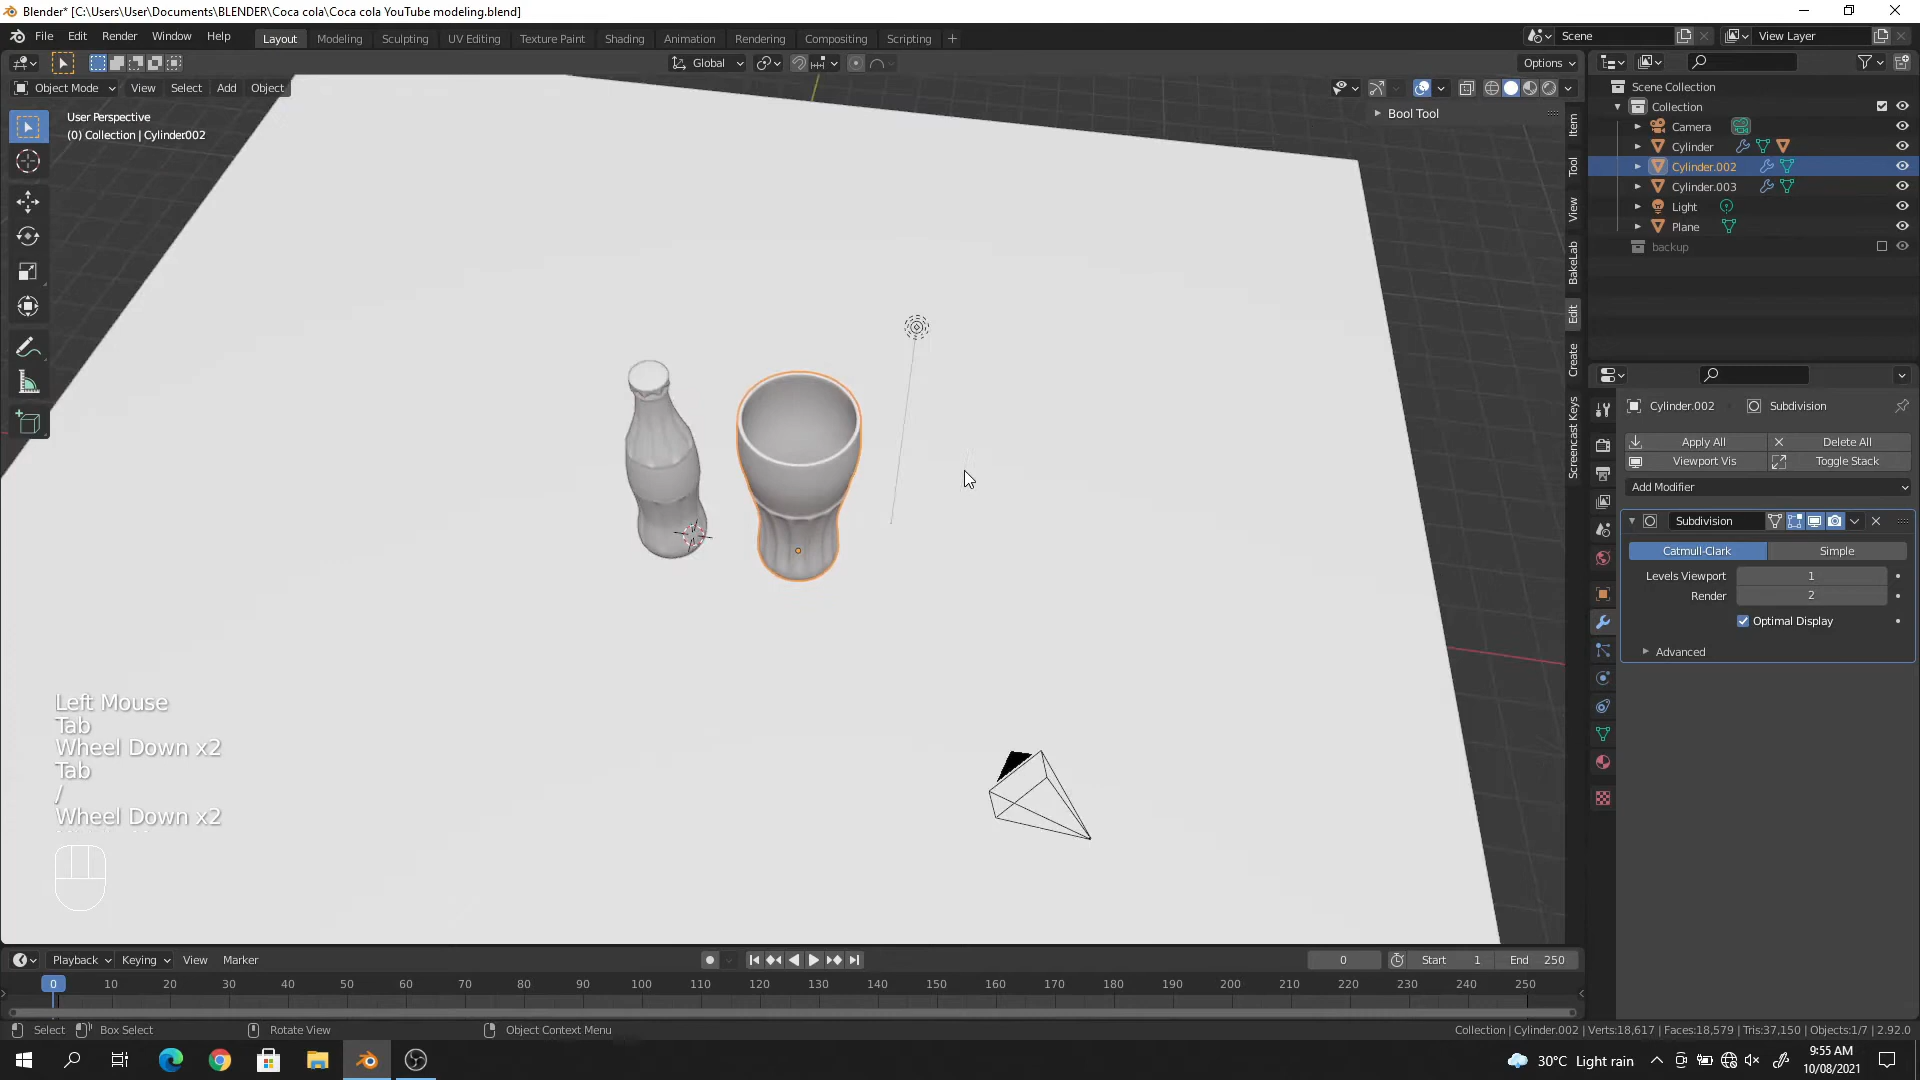 Blender* [C:\Users\User\Documents\BLENDER\Coca cola\Coca cola YouTube modeling.blend]
File Edit Render Window Help
Layout Modeling Sculpting UV Editing Texture Paint Shading Animation Rendering Compositing Scripting +
Scene View Layer
Global Options
Object Mode View Select Add Object
User Perspective
(0) Collection | Cylinder.002
Bool Tool
Item
Tool
View
BakeLab
Edit
Create
Screencast Keys
Scene Collection
Collection
Camera
Cylinder
Cylinder.002
Cylinder.003
Light
Plane
backup
Cylinder.002 Subdivision
Apply All Delete All
Viewport Vis Toggle Stack
Add Modifier
Subdivision
Catmull-Clark Simple
Levels Viewport 1
Render 2
Optimal Display
Advanced
Left Mouse
Tab
Wheel Down x2
Tab
/
Wheel Down x2
Playback Keying View Marker
0 Start 1 End 250
0 10 20 30 40 50 60 70 80 90 100 110 120 130 140 150 160 170 180 190 200 210 220 230 240 250
Select Box Select Rotate View Object Context Menu
Collection | Cylinder.002 | Verts:18,617 | Faces:18,579 | Tris:37,150 | Objects:1/7 | 2.92.0
30°C Light rain
9:55 AM
10/08/2021